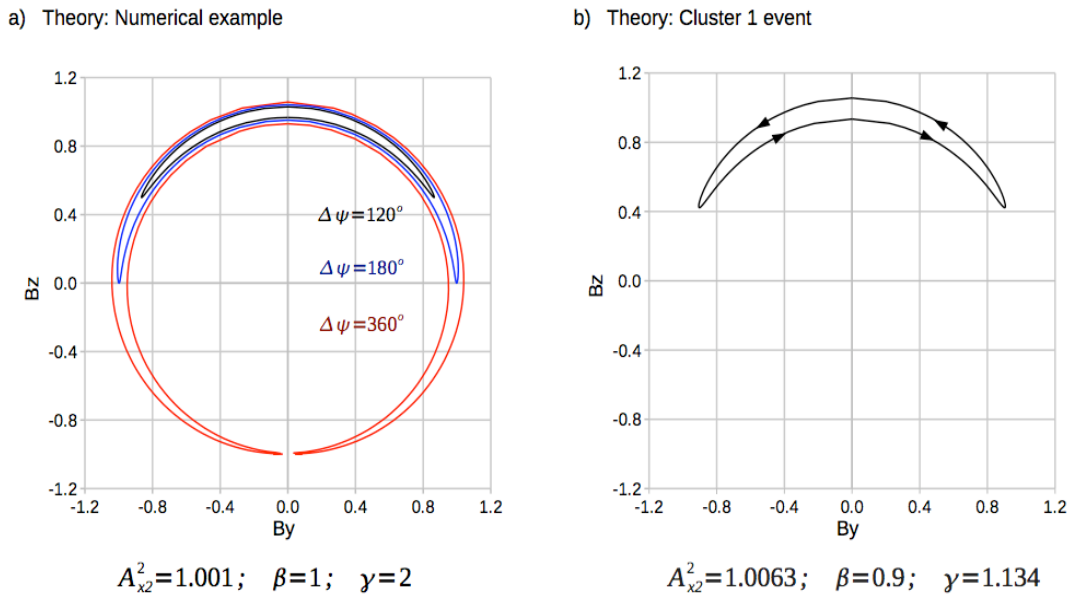 a) Theory: Numerical example
1.2
0.8
0.4
0.0
-0.4
-0.8
-1.2
Bz
Δψ=120°
Δψ=180°
Δψ=360°
-1.2 -0.8 -0.4 0.0 0.4 0.8 1.2
By
A²ₓ₂=1.001; β=1; γ=2
b) Theory: Cluster 1 event
1.2
0.8
0.4
0.0
-0.4
-0.8
-1.2
Bz
-1.2 -0.8 -0.4 0.0 0.4 0.8 1.2
By
A²ₓ₂=1.0063; β=0.9; γ=1.134